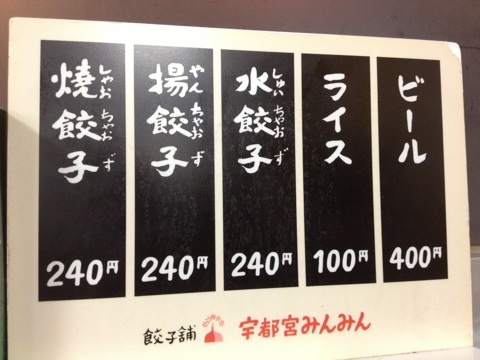 ビール
400円
ライス
100円
水餃子
しゅいちゃおず
240円
揚餃子
やんちゃおず
240円
焼餃子
しゃおちゃおず
240円
餃子舗 宇都宮みんみん